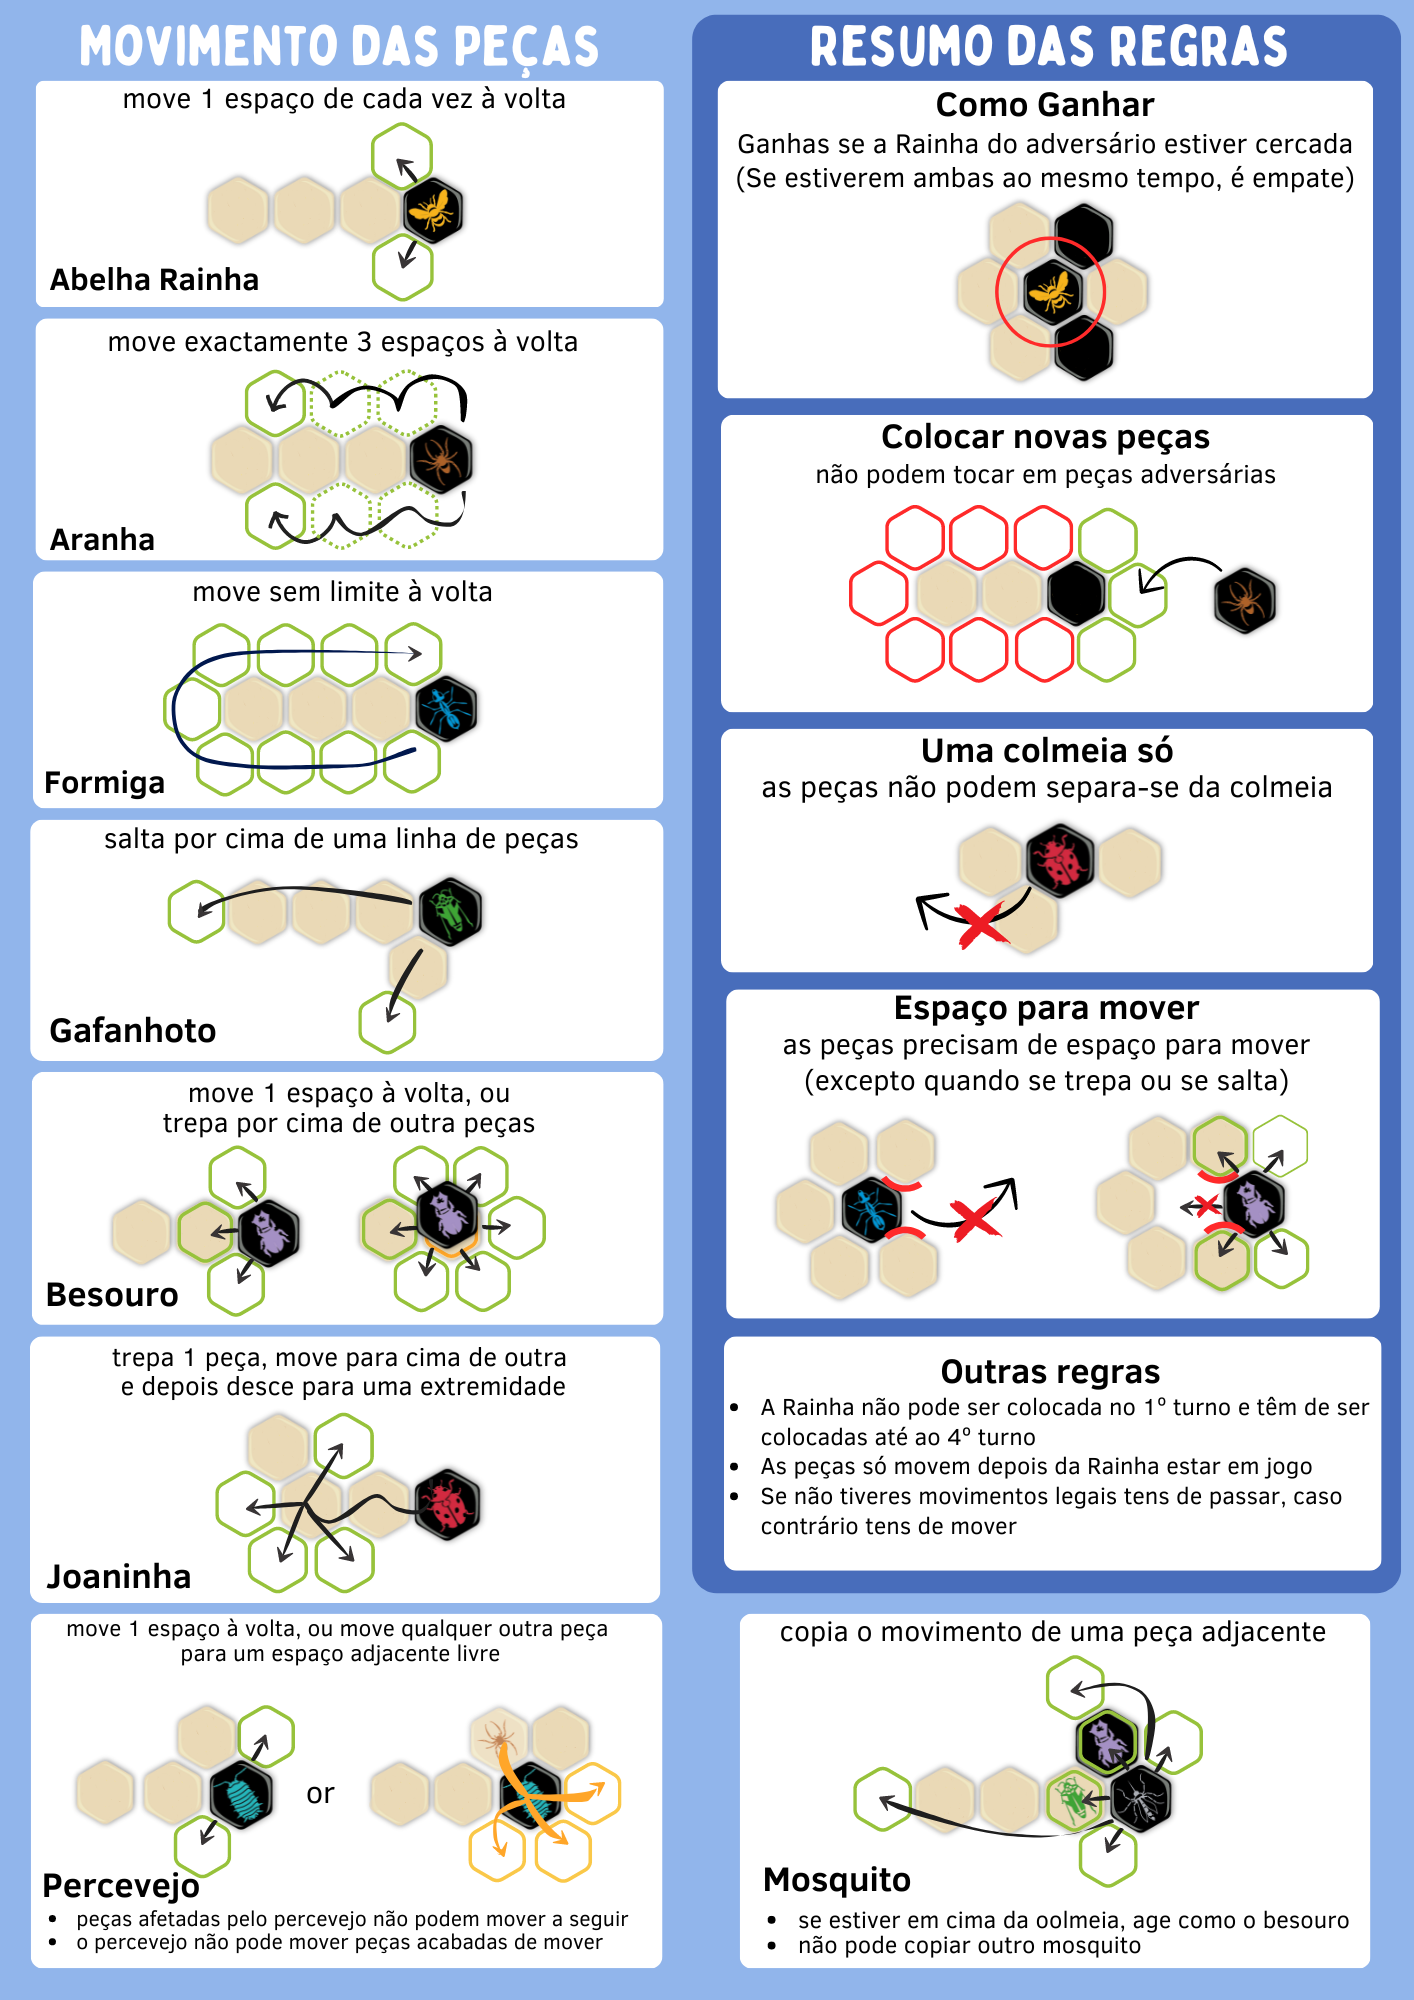 MOVIMENTO DAS PEÇAS
move 1 espaço de cada vez à volta
Abelha Rainha
move exactamente 3 espaços à volta
Aranha
move sem limite à volta
Formiga
salta por cima de uma linha de peças
Gafanhoto
move 1 espaço à volta, ou
trepa por cima de outra peças
Besouro
trepa 1 peça, move para cima de outra
e depois desce para uma extremidade
Joaninha
move 1 espaço à volta, ou move qualquer outra peça
para um espaço adjacente livre
or
Percevejo
• peças afetadas pelo percevejo não podem mover a seguir
• o percevejo não pode mover peças acabadas de mover
RESUMO DAS REGRAS
Como Ganhar
Ganhas se a Rainha do adversário estiver cercada
(Se estiverem ambas ao mesmo tempo, é empate)
Colocar novas peças
não podem tocar em peças adversárias
Uma colmeia só
as peças não podem separa-se da colmeia
Espaço para mover
as peças precisam de espaço para mover
(excepto quando se trepa ou se salta)
Outras regras
• A Rainha não pode ser colocada no 1º turno e têm de ser
colocadas até ao 4º turno
• As peças só movem depois da Rainha estar em jogo
• Se não tiveres movimentos legais tens de passar, caso
contrário tens de mover
copia o movimento de uma peça adjacente
Mosquito
• se estiver em cima da oolmeia, age como o besouro
• não pode copiar outro mosquito